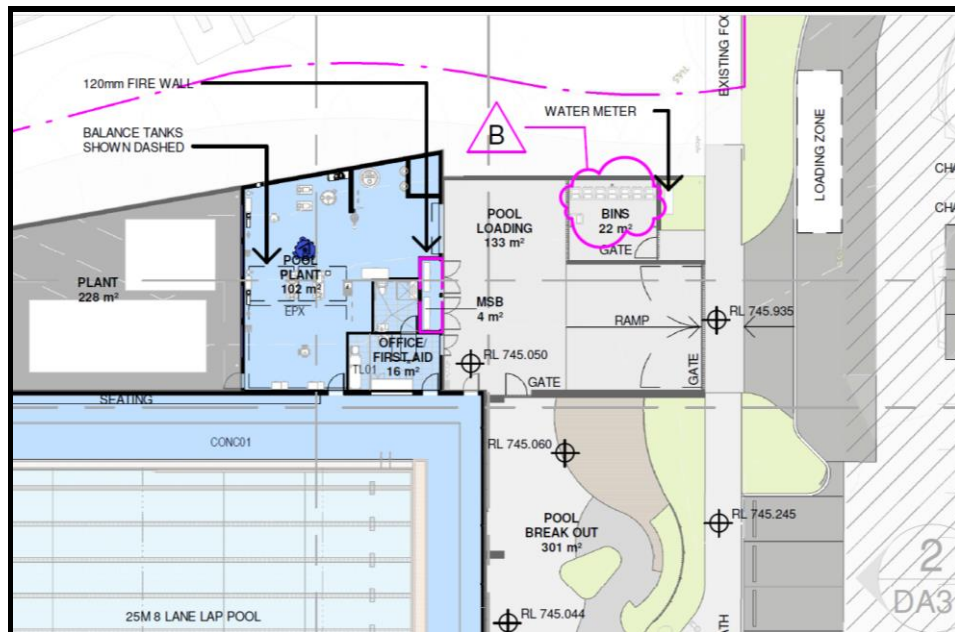 120mm FIRE WALL
BALANCE TANKS
SHOWN DASHED
B
WATER METER
EXISTING FOO
LOADING ZONE
CHA
CHA
POOL
LOADING
133 m²
BINS
22 m²
GATE
PLANT
228 m²
POOL
PLANT
102 m²
EPX
MSB
4 m²
RAMP
RL 745.935
OFFICE/
FIRST AID
16 m²
TL01
RL 745.050
GATE
GATE
SEATING
CONC01
RL 745.060
POOL
BREAK OUT
301 m²
RL 745.245
2
DA3
25M 8 LANE LAP POOL
RL 745.044
ATH